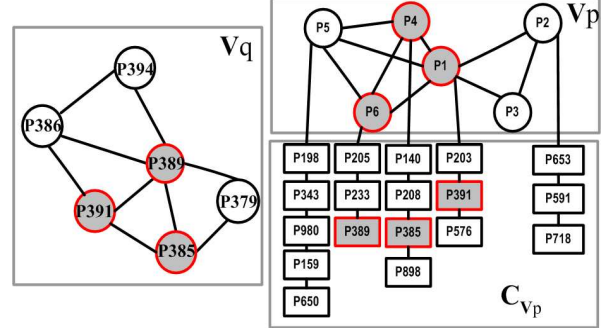 Vq
P394
P386
P389
P391
P379
P385
Vp
P5
P4
P2
P1
P6
P3
P198 P205 P140 P203 P653
P343 P233 P208 P391 P591
P980 P389 P385 P576 P718
P159 P898
P650
CVp